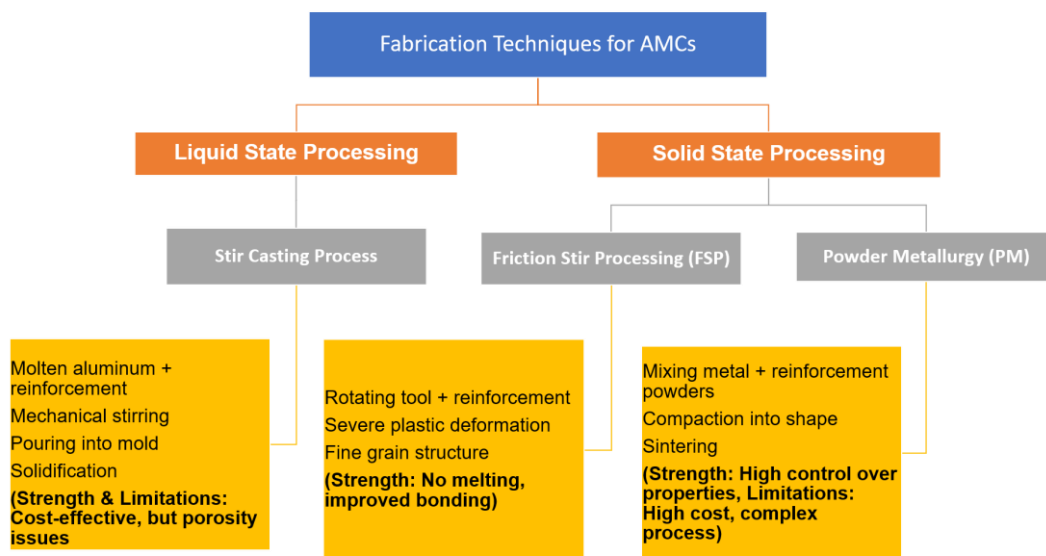 Fabrication Techniques for AMCs
Liquid State Processing
Solid State Processing
Stir Casting Process
Friction Stir Processing (FSP)
Powder Metallurgy (PM)
Molten aluminum +
reinforcement
Mechanical stirring
Pouring into mold
Solidification
(Strength & Limitations:
Cost-effective, but porosity
issues
Rotating tool + reinforcement
Severe plastic deformation
Fine grain structure
(Strength: No melting,
improved bonding)
Mixing metal + reinforcement
powders
Compaction into shape
Sintering
(Strength: High control over
properties, Limitations:
High cost, complex
process)